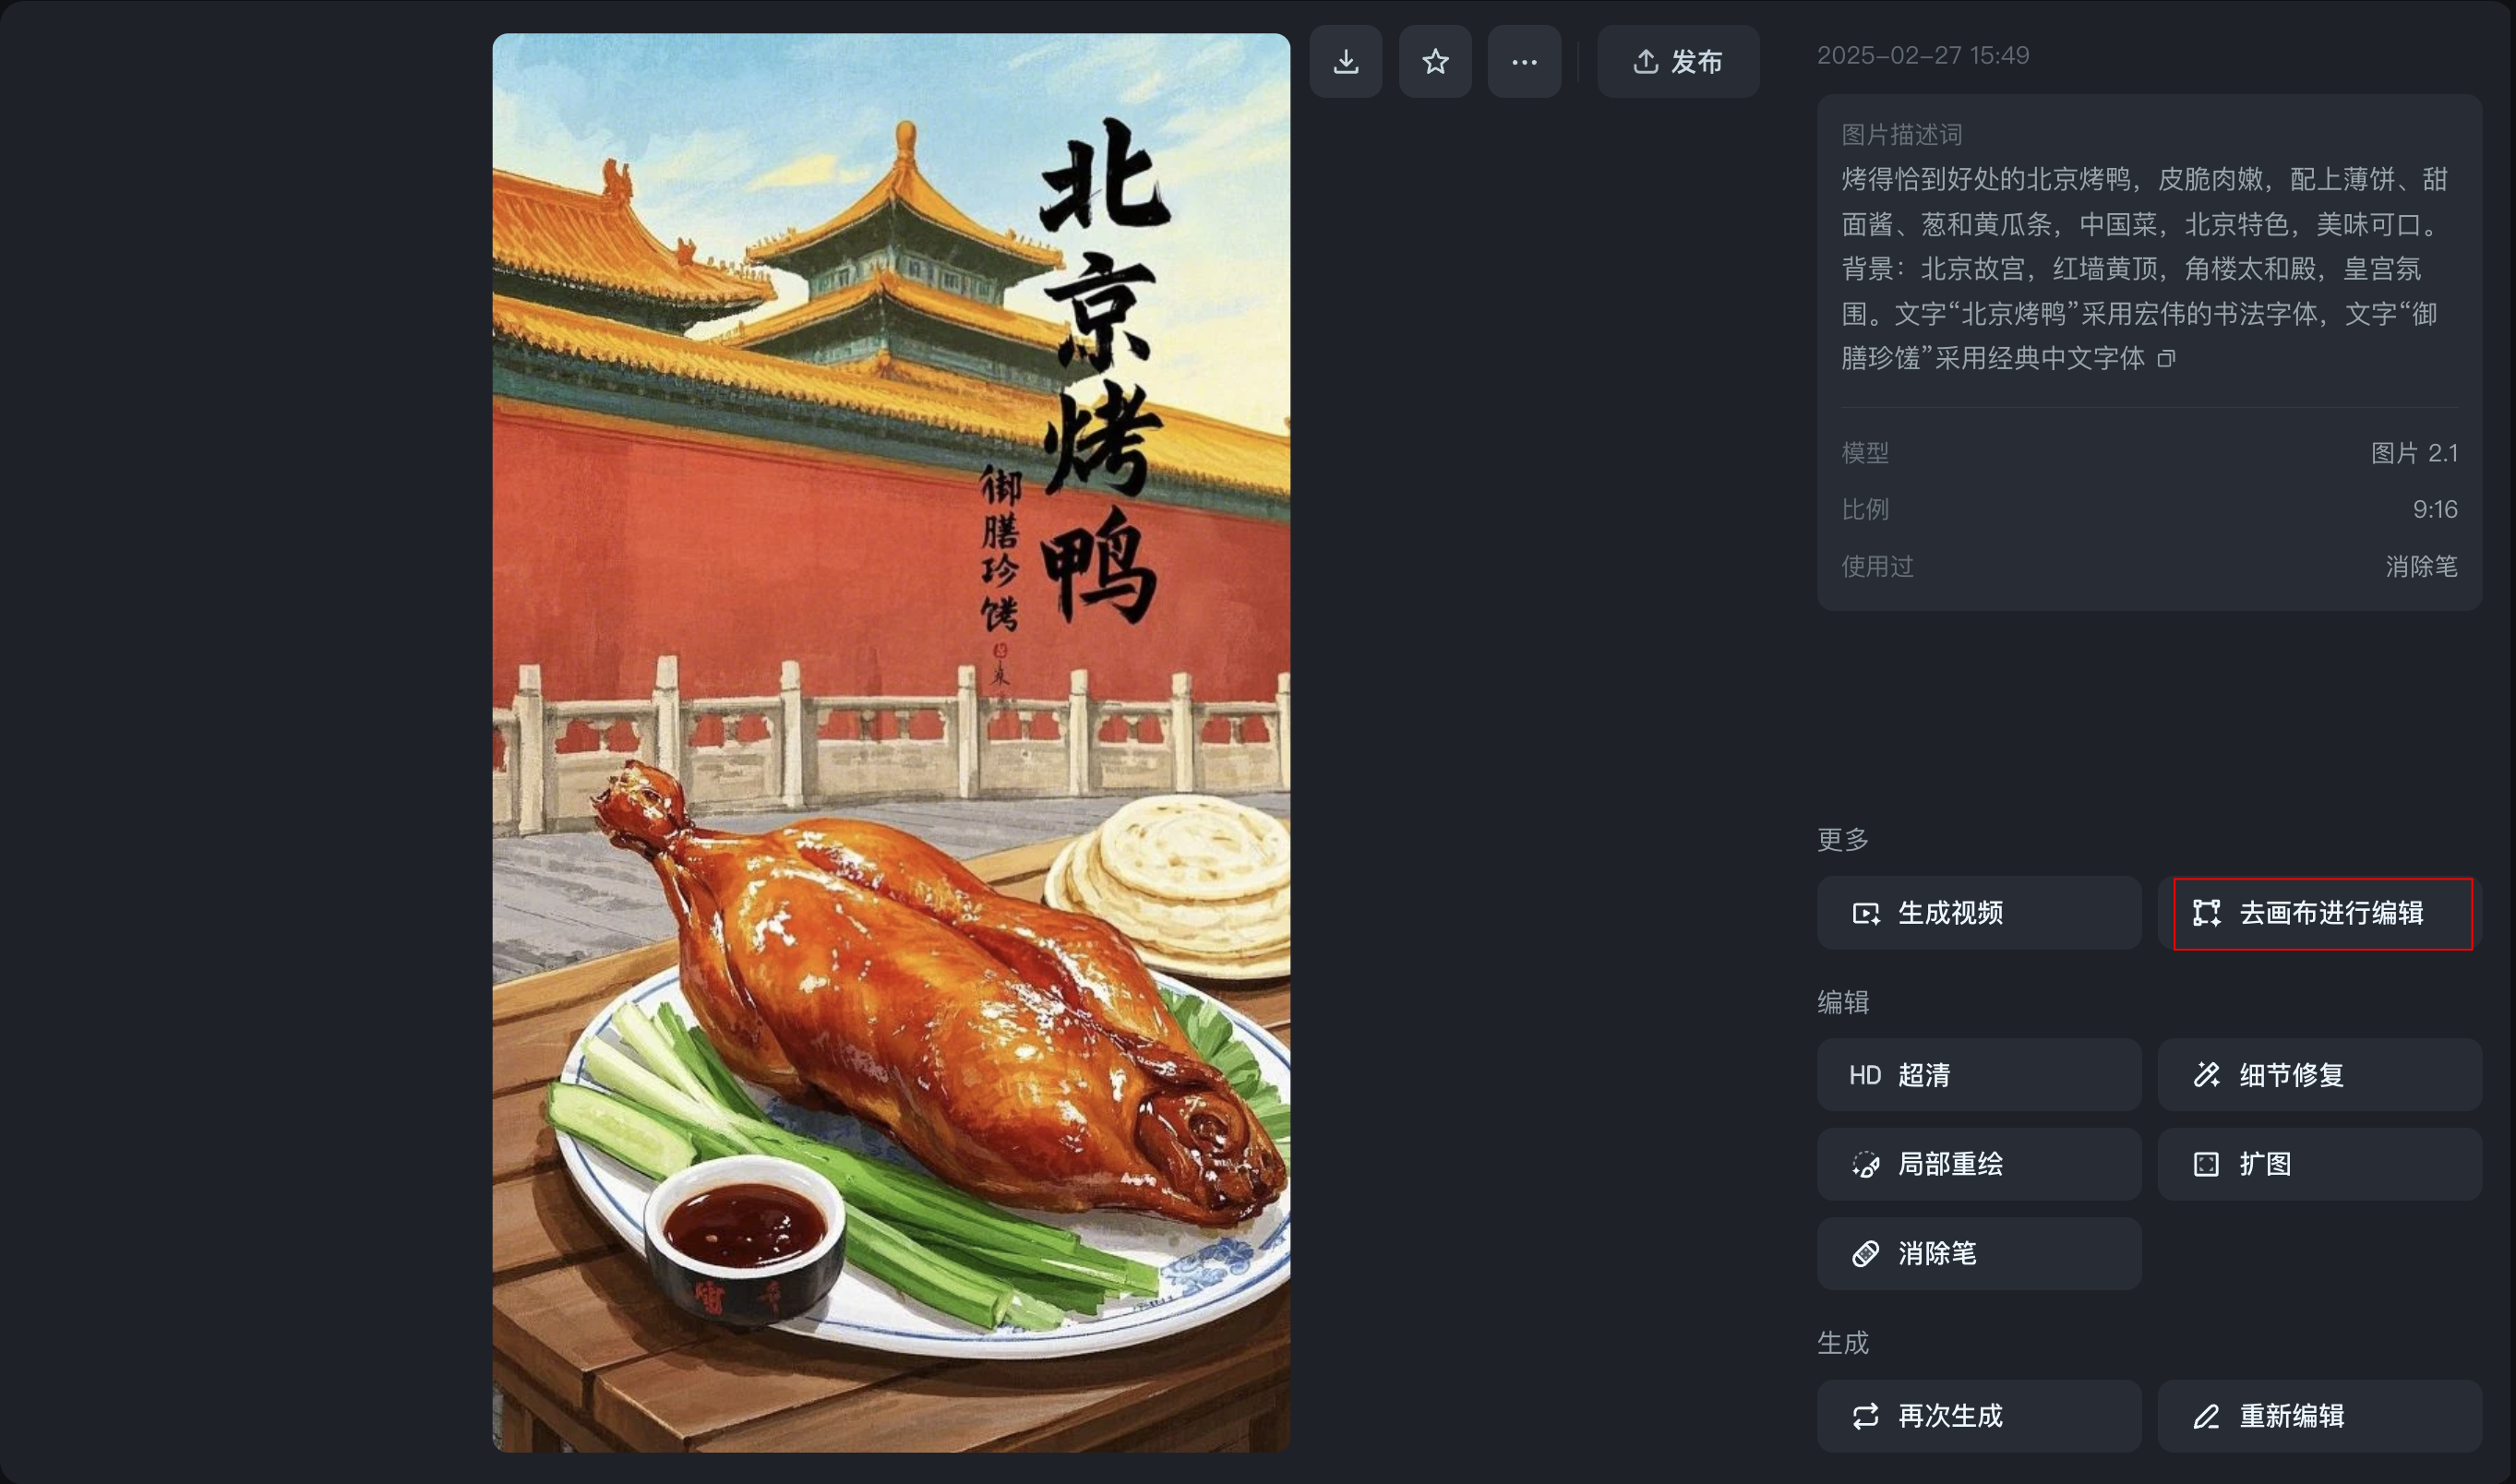 北京烤鸭
御膳珍馐
发布
2025-02-27 15:49
图片描述词
烤得恰到好处的北京烤鸭，皮脆肉嫩，配上薄饼、甜
面酱、葱和黄瓜条，中国菜，北京特色，美味可口。
背景：北京故宫，红墙黄顶，角楼太和殿，皇宫氛
围。文字“北京烤鸭”采用宏伟的书法字体，文字“御
膳珍馐”采用经典中文字体
模型
图片 2.1
比例
9:16
使用过
消除笔
更多
生成视频
去画布进行编辑
编辑
HD 超清
细节修复
局部重绘
扩图
消除笔
生成
再次生成
重新编辑